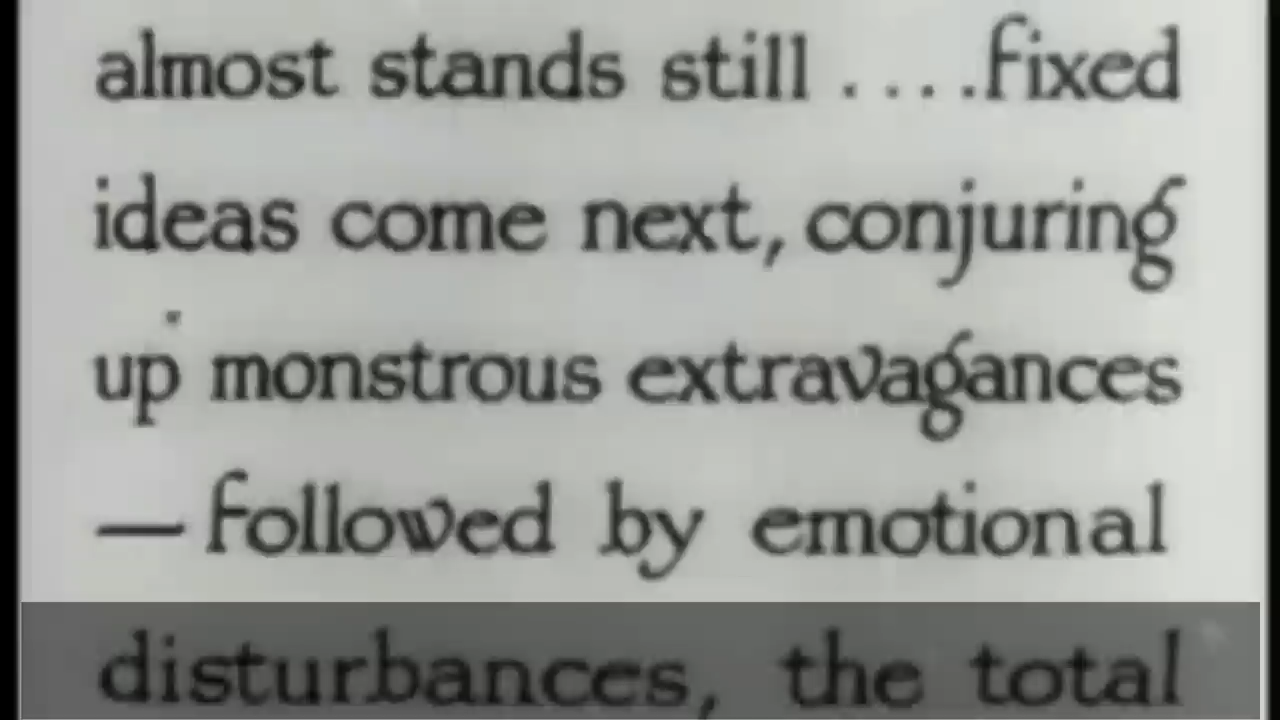 almost stands still ....fixed
ideas come next, conjuring
up monstrous extravagances
—followed by emotional
disturbances, the total